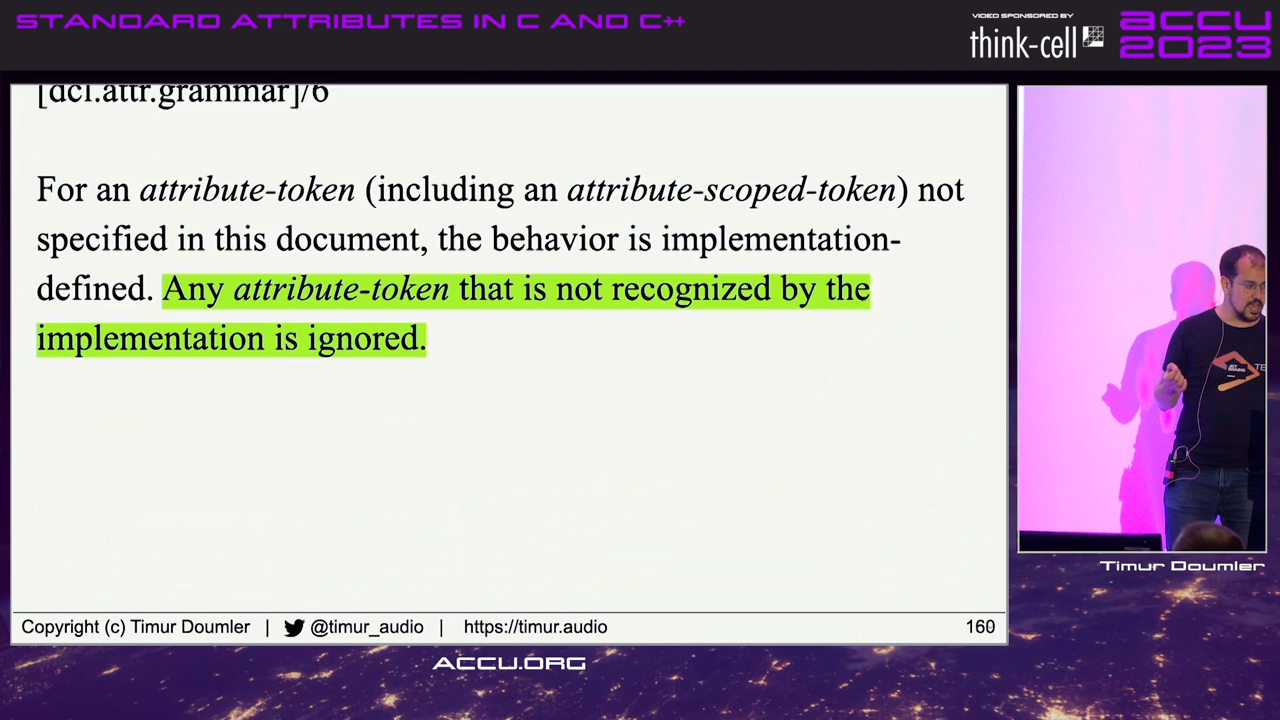 STANDARD ATTRIBUTES IN C AND C++
VIDEO SPONSORED BY
think-cell
ACCU
2023
[dcl.attr.grammar]/6
For an attribute-token (including an attribute-scoped-token) not
specified in this document, the behavior is implementation-
defined. Any attribute-token that is not recognized by the
implementation is ignored.
Copyright (c) Timur Doumler | @timur_audio | https://timur.audio 160
Timur Doumler
ACCU.ORG